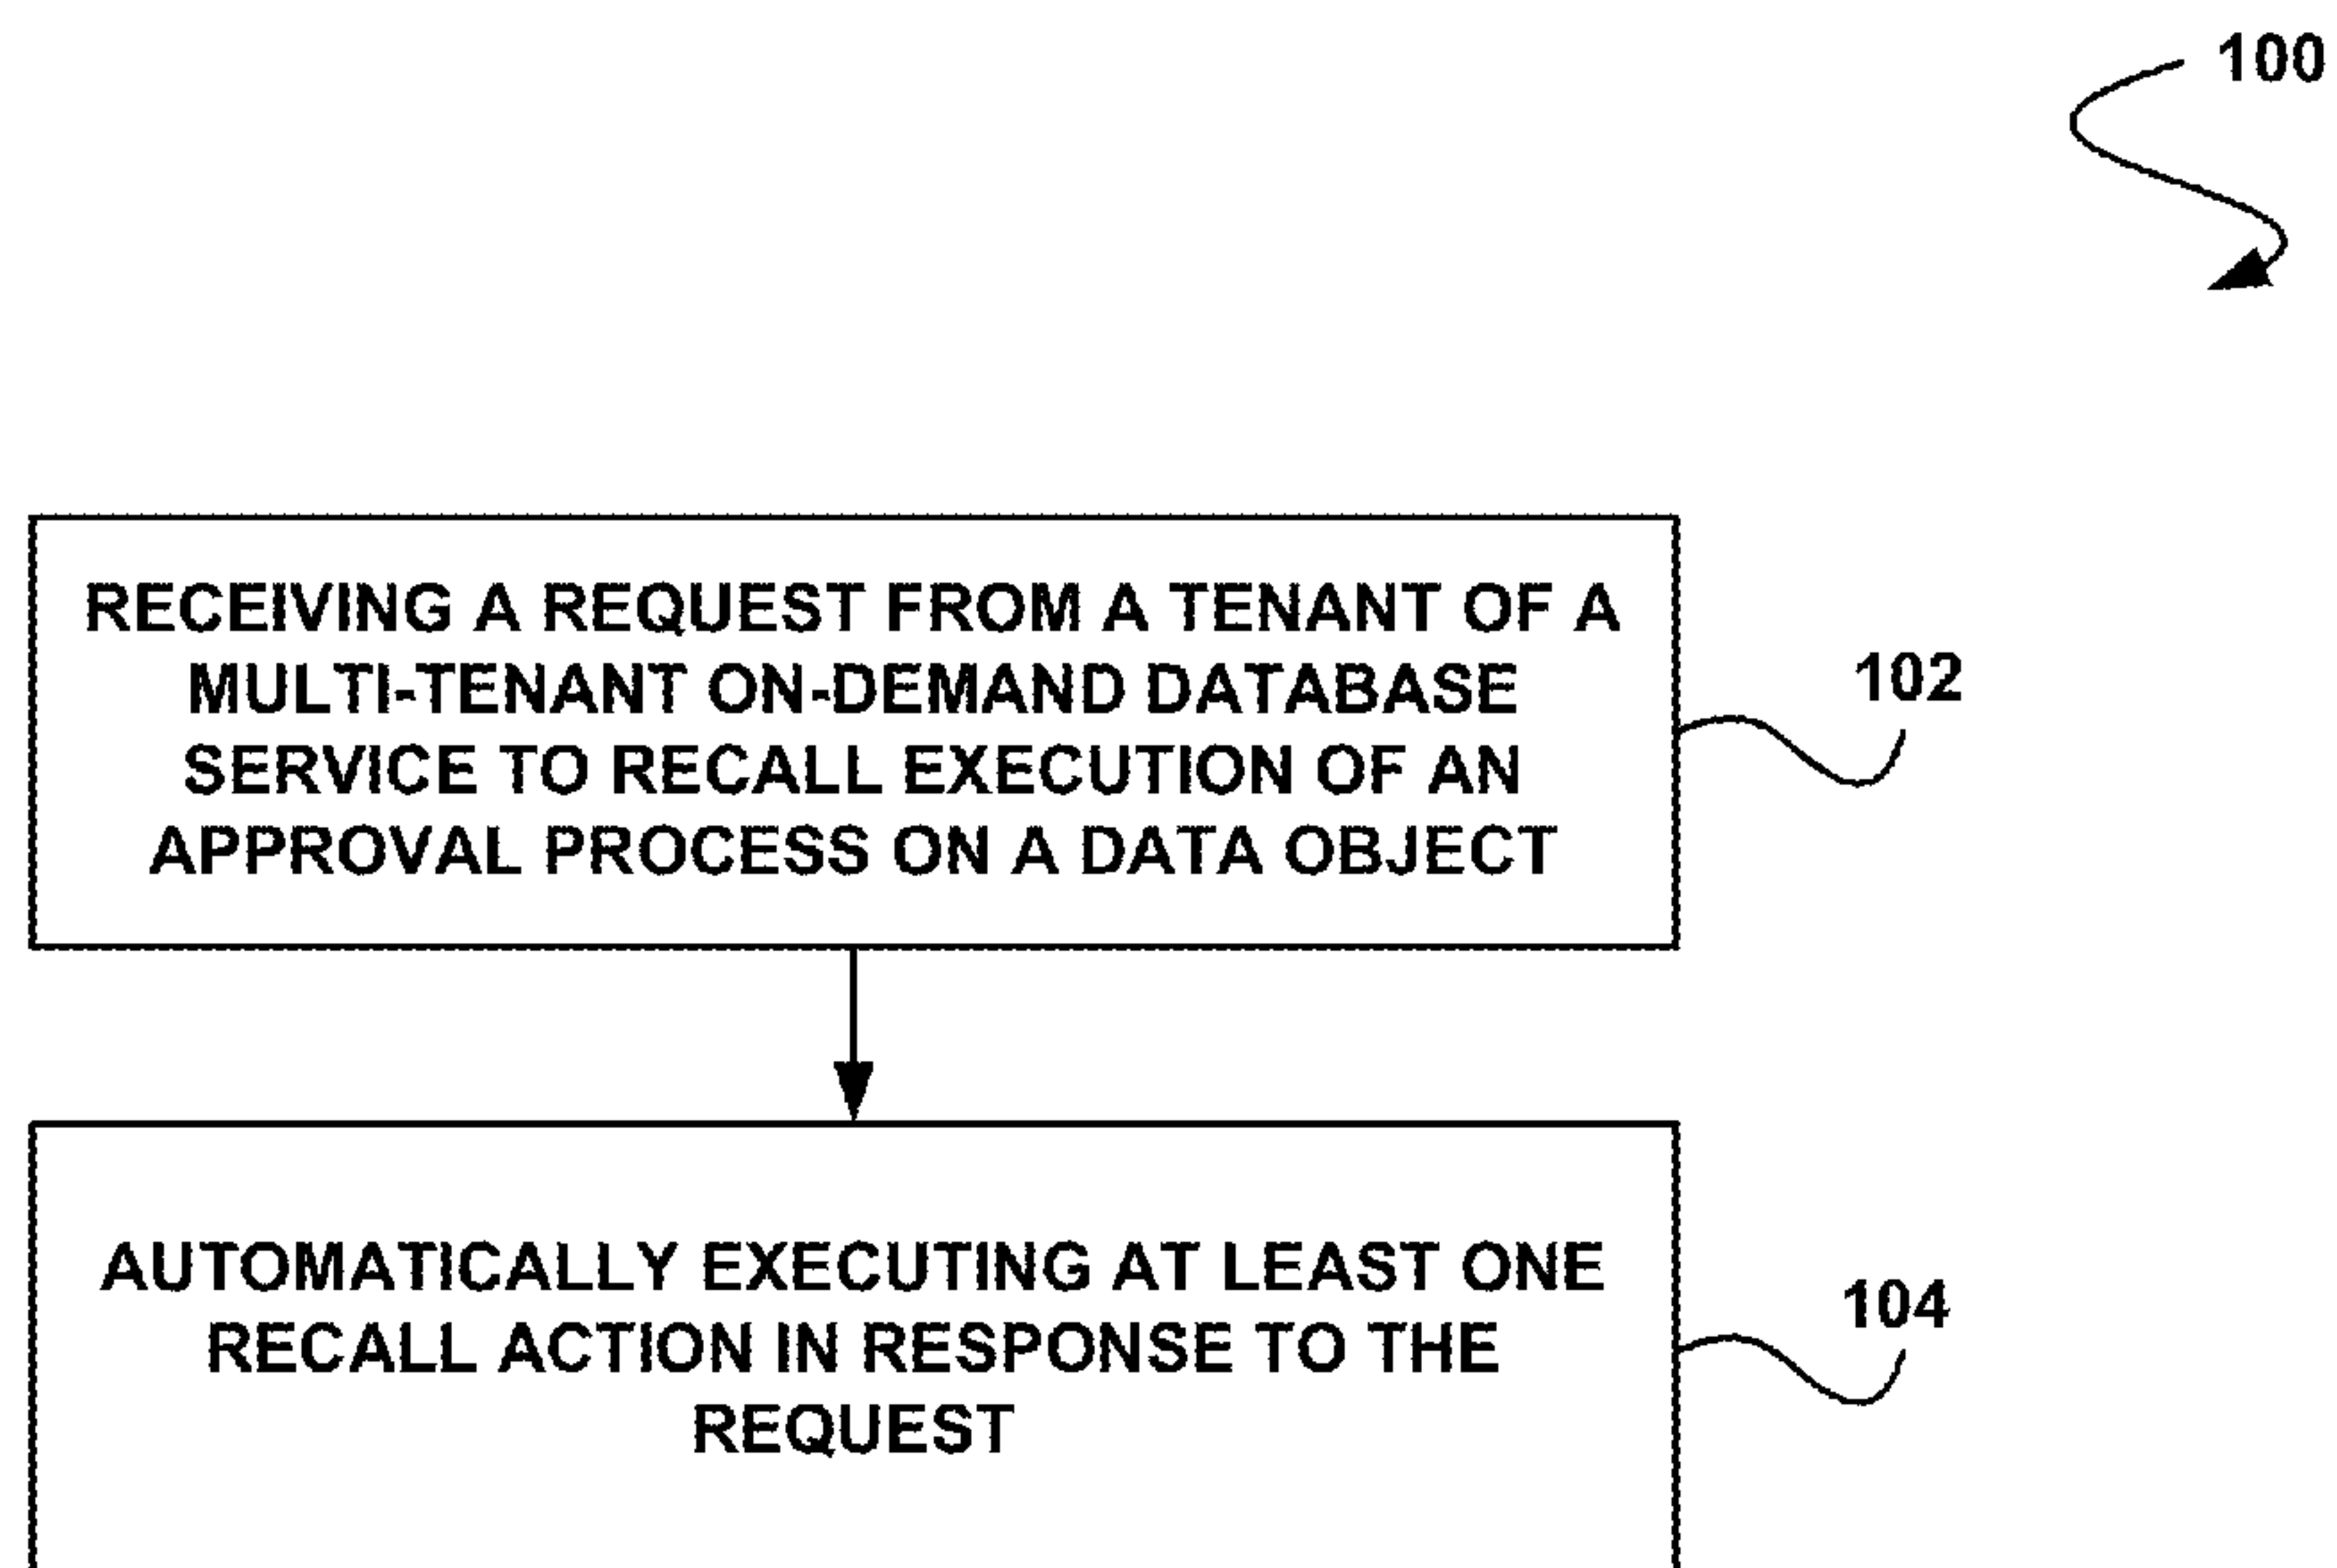 100
RECEIVING A REQUEST FROM A TENANT OF A
MULTI-TENANT ON-DEMAND DATABASE
SERVICE TO RECALL EXECUTION OF AN
APPROVAL PROCESS ON A DATA OBJECT
102
AUTOMATICALLY EXECUTING AT LEAST ONE
RECALL ACTION IN RESPONSE TO THE
REQUEST
104